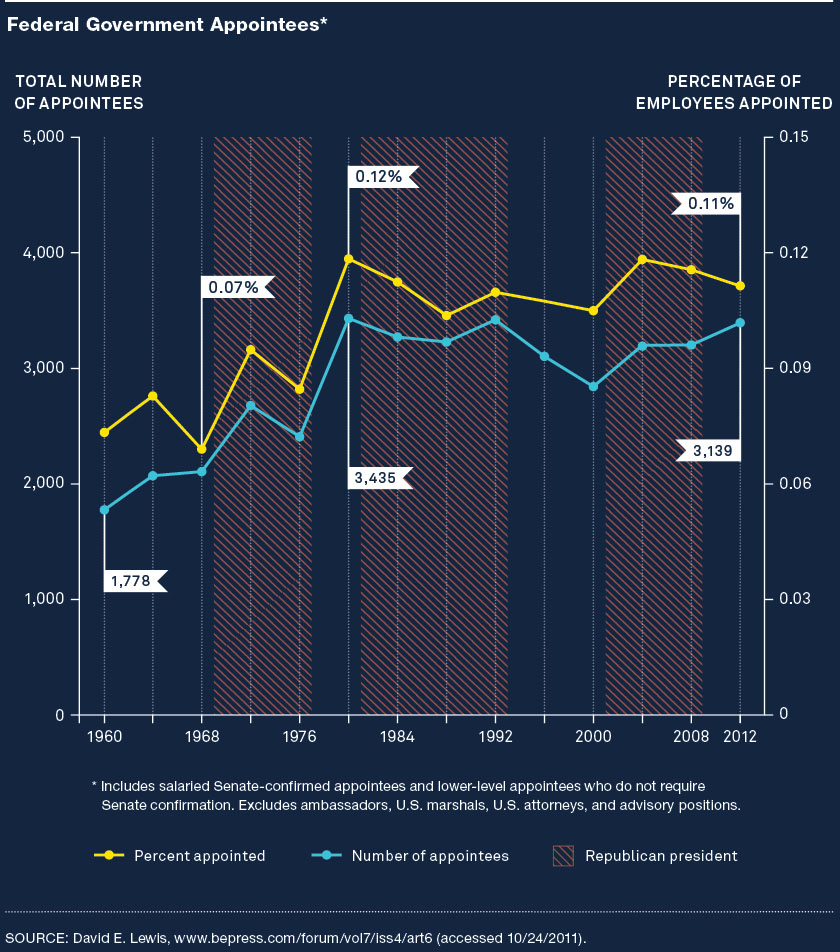 Federal Government Appointees*
TOTAL NUMBER
OF APPOINTEES
PERCENTAGE OF
EMPLOYEES APPOINTED
5,000
0.15
0.12%
0.11%
4,000
0.12
0.07%
3,000
0.09
3,139
3,435
2,000
0.06
1,778
1,000
0.03
0
0
1960
1968
1976
1984
1992
2000
2008
2012
* Includes salaried Senate-confirmed appointees and lower-level appointees who do not require
Senate confirmation. Excludes ambassadors, U.S. marshals, U.S. attorneys, and advisory positions.
Percent appointed
Number of appointees
Republican president
SOURCE: David E. Lewis, www.bepress.com/forum/vol7/iss4/art6 (accessed 10/24/2011).